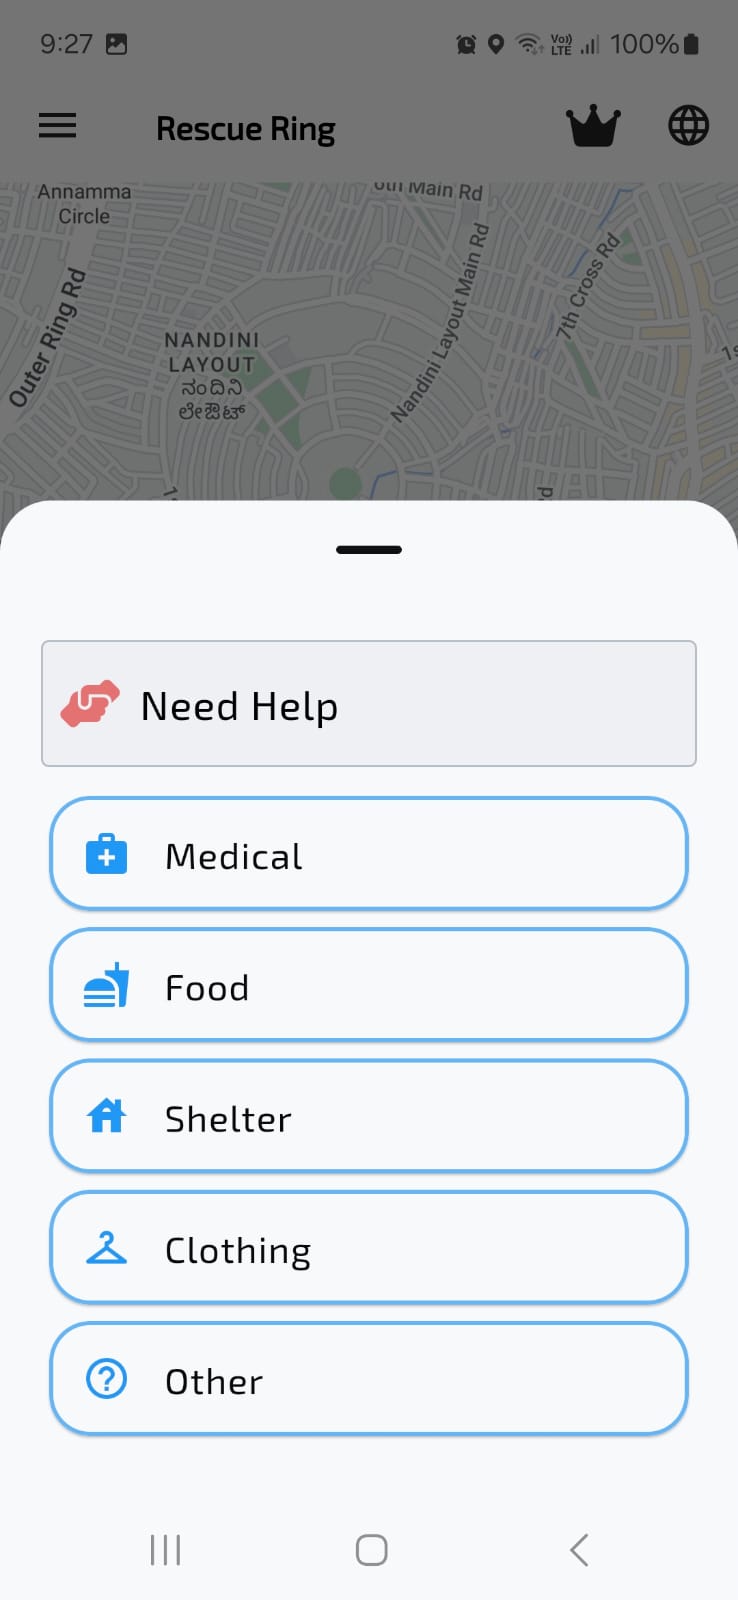 9:27
Vo)) LTE
100%
Rescue Ring
Annamma
Circle
6th Main Rd
Outer Ring Rd
NANDINI
LAYOUT
ನಂದಿನಿ
ಲೇಔಟ್
Nandini Layout Main Rd
7th Cross Rd
Need Help
Medical
Food
Shelter
Clothing
Other